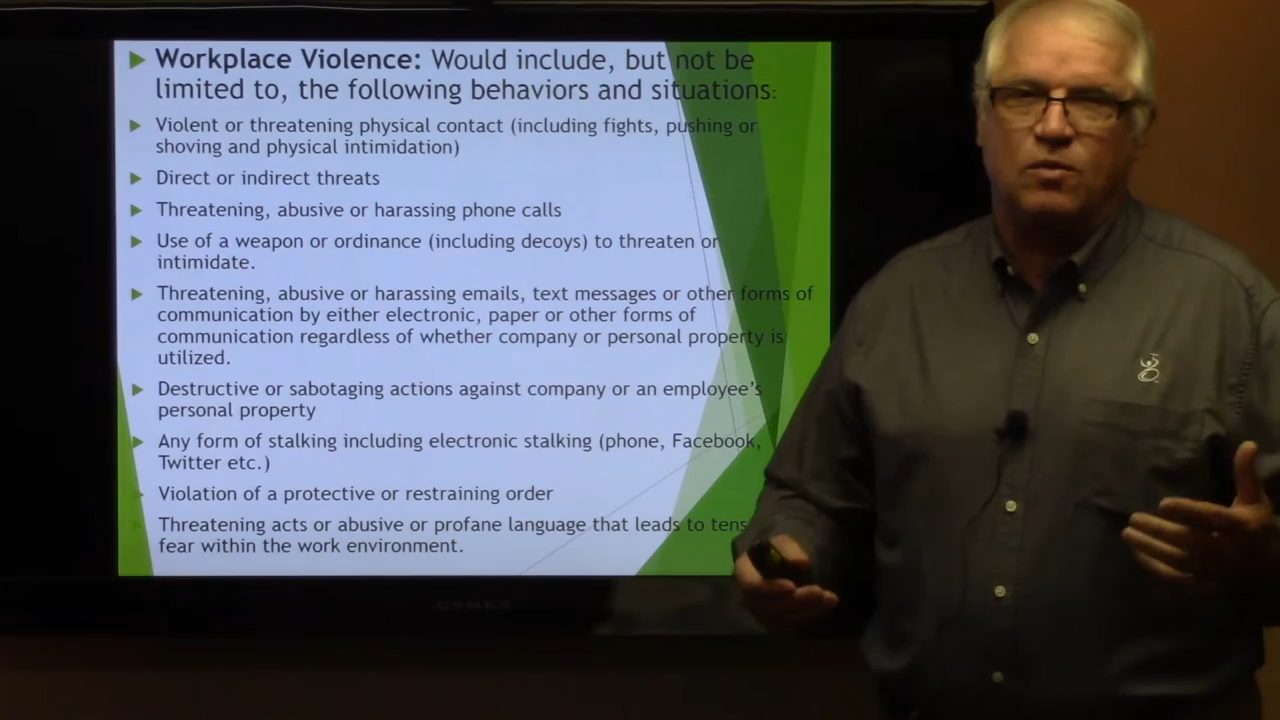 Workplace Violence: Would include, but not be
limited to, the following behaviors and situations:
Violent or threatening physical contact (including fights, pushing or
shoving and physical intimidation)
Direct or indirect threats
Threatening, abusive or harassing phone calls
Use of a weapon or ordinance (including decoys) to threaten or
intimidate.
Threatening, abusive or harassing emails, text messages or other forms of
communication by either electronic, paper or other forms of
communication regardless of whether company or personal property is
utilized.
Destructive or sabotaging actions against company or an employee's
personal property
Any form of stalking including electronic stalking (phone, Facebook,
Twitter etc.)
Violation of a protective or restraining order
Threatening acts or abusive or profane language that leads to tens
fear within the work environment.